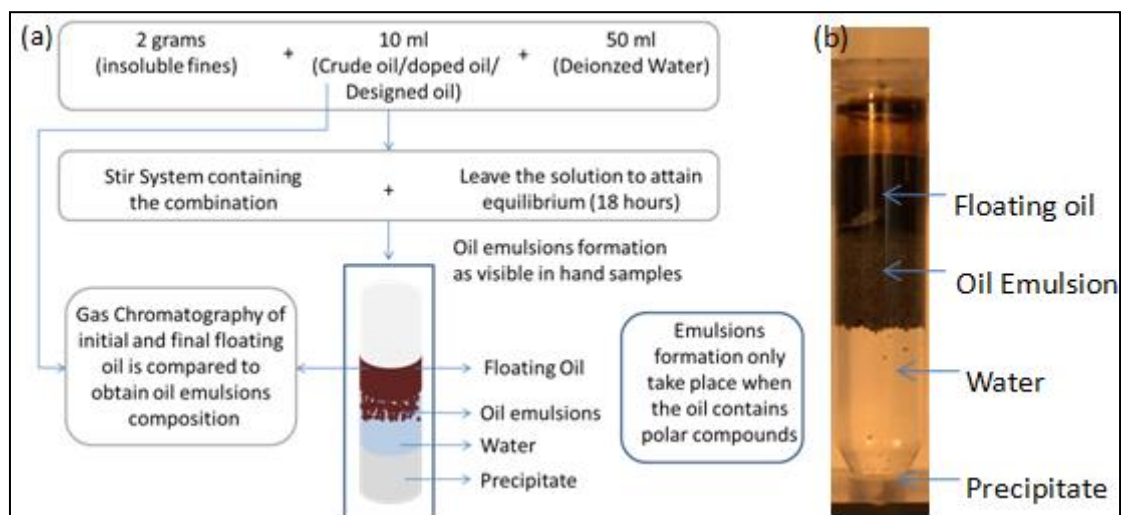 (a)
2 grams
(insoluble fines)
+
10 ml
(Crude oil/doped oil/
Designed oil)
+
50 ml
(Deionzed Water)
Stir System containing
the combination
+
Leave the solution to attain
equilibrium (18 hours)
Oil emulsions formation
as visible in hand samples
Gas Chromatography of
initial and final floating
oil is compared to
obtain oil emulsions
composition
Floating Oil
Oil emulsions
Water
Precipitate
Emulsions
formation only
take place when
the oil contains
polar compounds
(b)
Floating oil
Oil Emulsion
Water
Precipitate